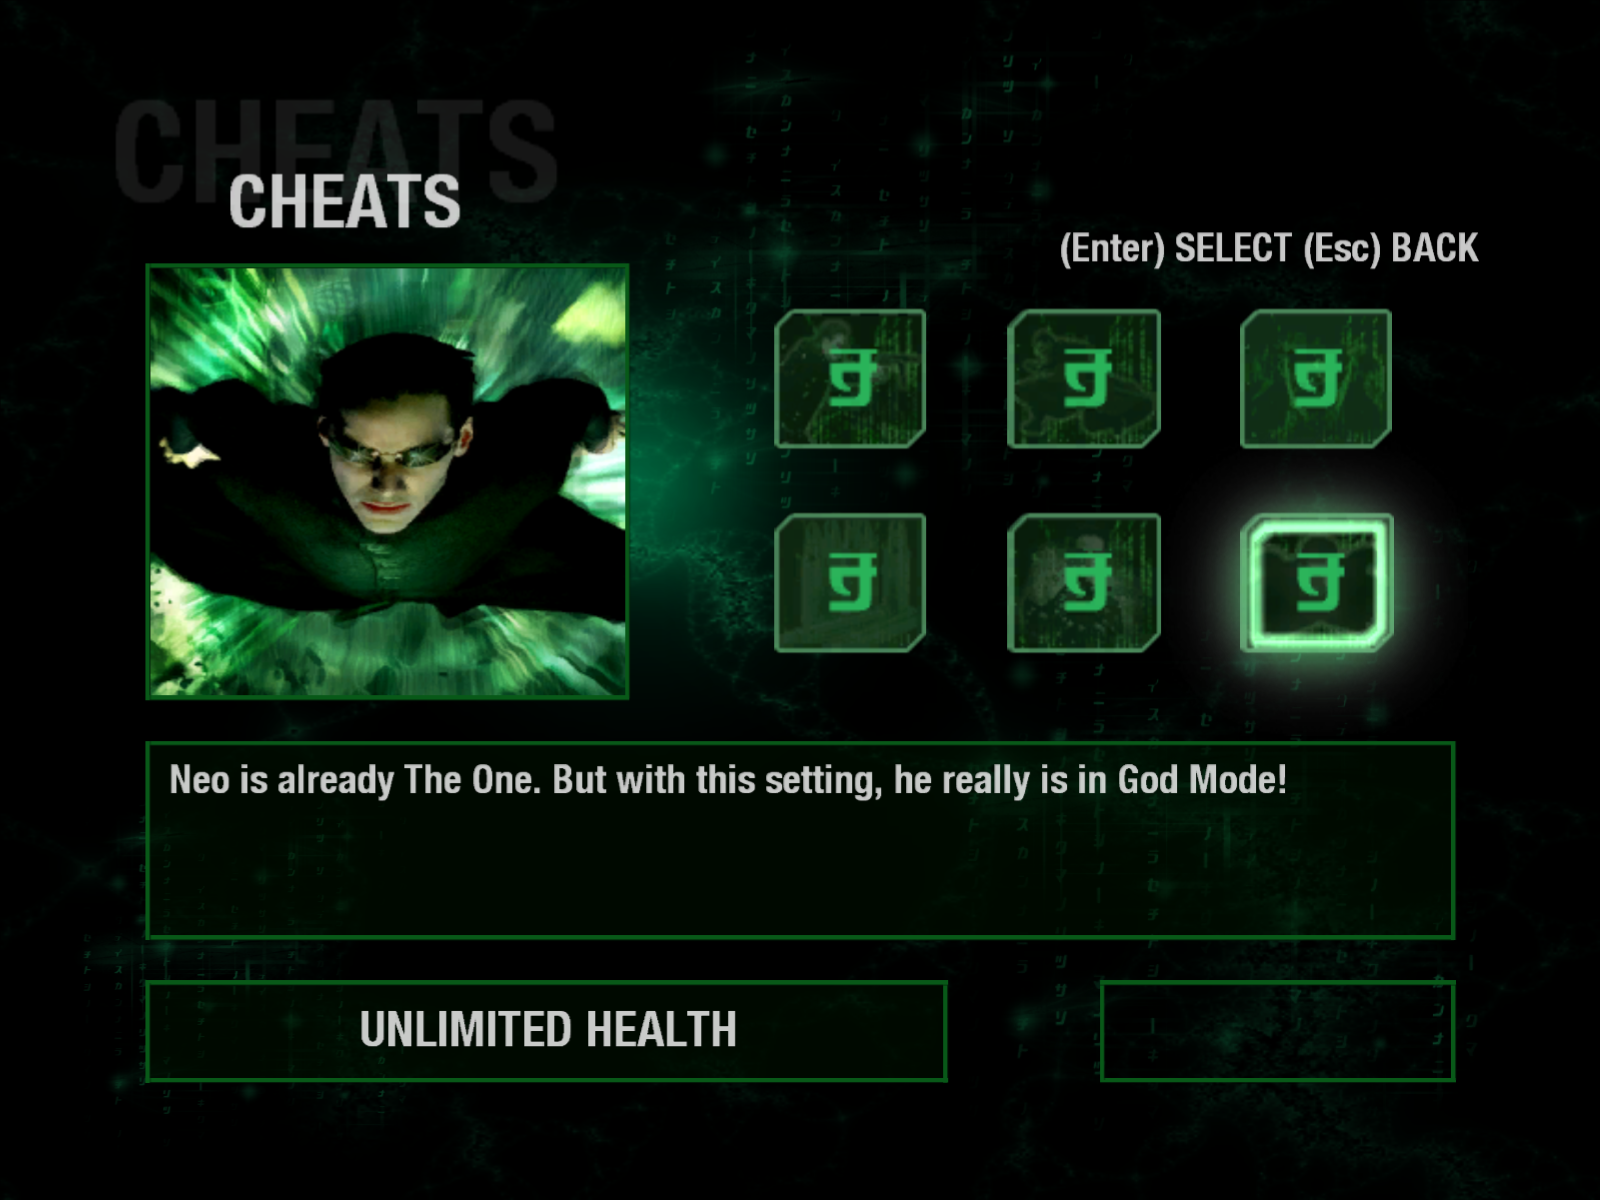 CHEATS
CHEATS
(Enter) SELECT (Esc) BACK
Neo is already The One. But with this setting, he really is in God Mode!
UNLIMITED HEALTH